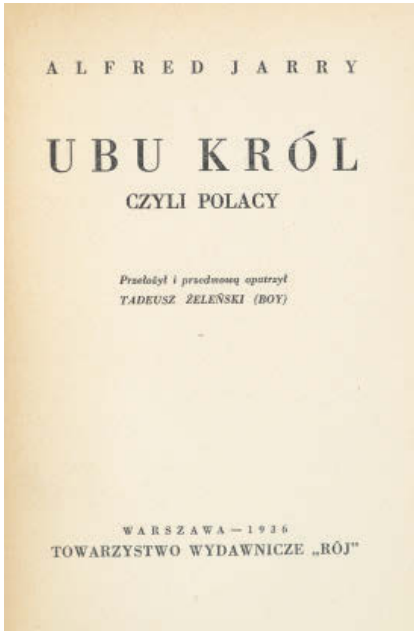 ALFRED JARRY
UBU KRÓL
CZYLI POLACY
Przełożył i przedmową opatrzył
TADEUSZ ŻELEŃSKI (BOY)
WARSZAWA — 1936
TOWARZYSTWO WYDAWNICZE „RÓJ”